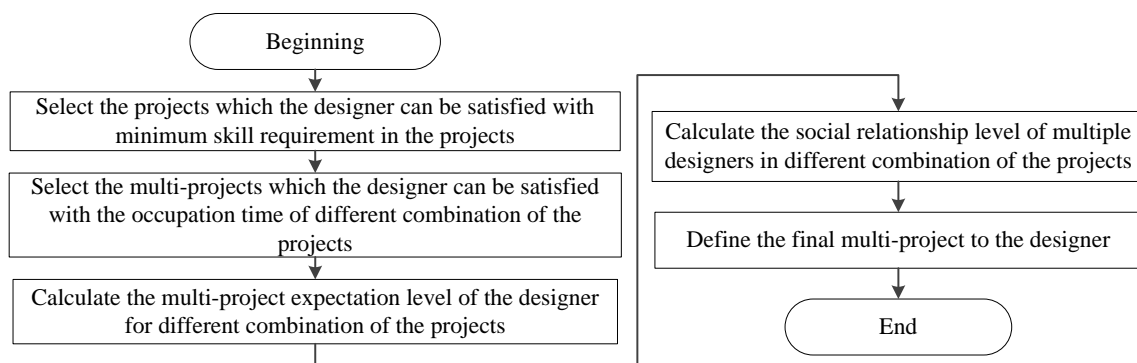 Beginning
Select the projects which the designer can be satisfied with
minimum skill requirement in the projects
Select the multi-projects which the designer can be satisfied
with the occupation time of different combination of the
projects
Calculate the multi-project expectation level of the designer
for different combination of the projects
Calculate the social relationship level of multiple
designers in different combination of the projects
Define the final multi-project to the designer
End